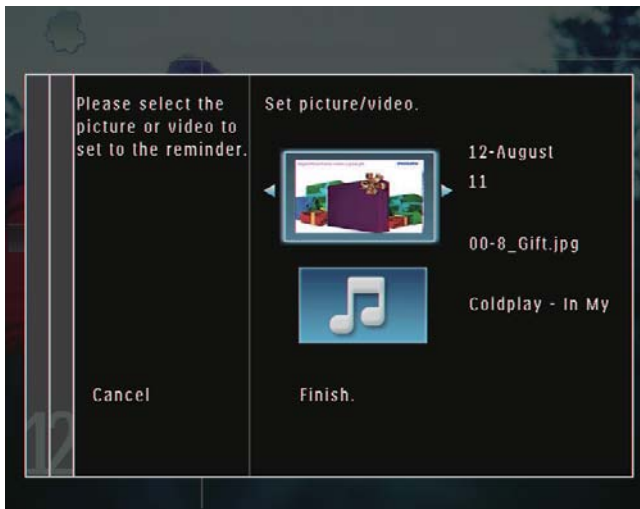 Please select the
picture or video to
set to the reminder.
Set picture/video.
12-August
11
00-8_Gift.jpg
Coldplay - In My
Cancel
Finish.
12